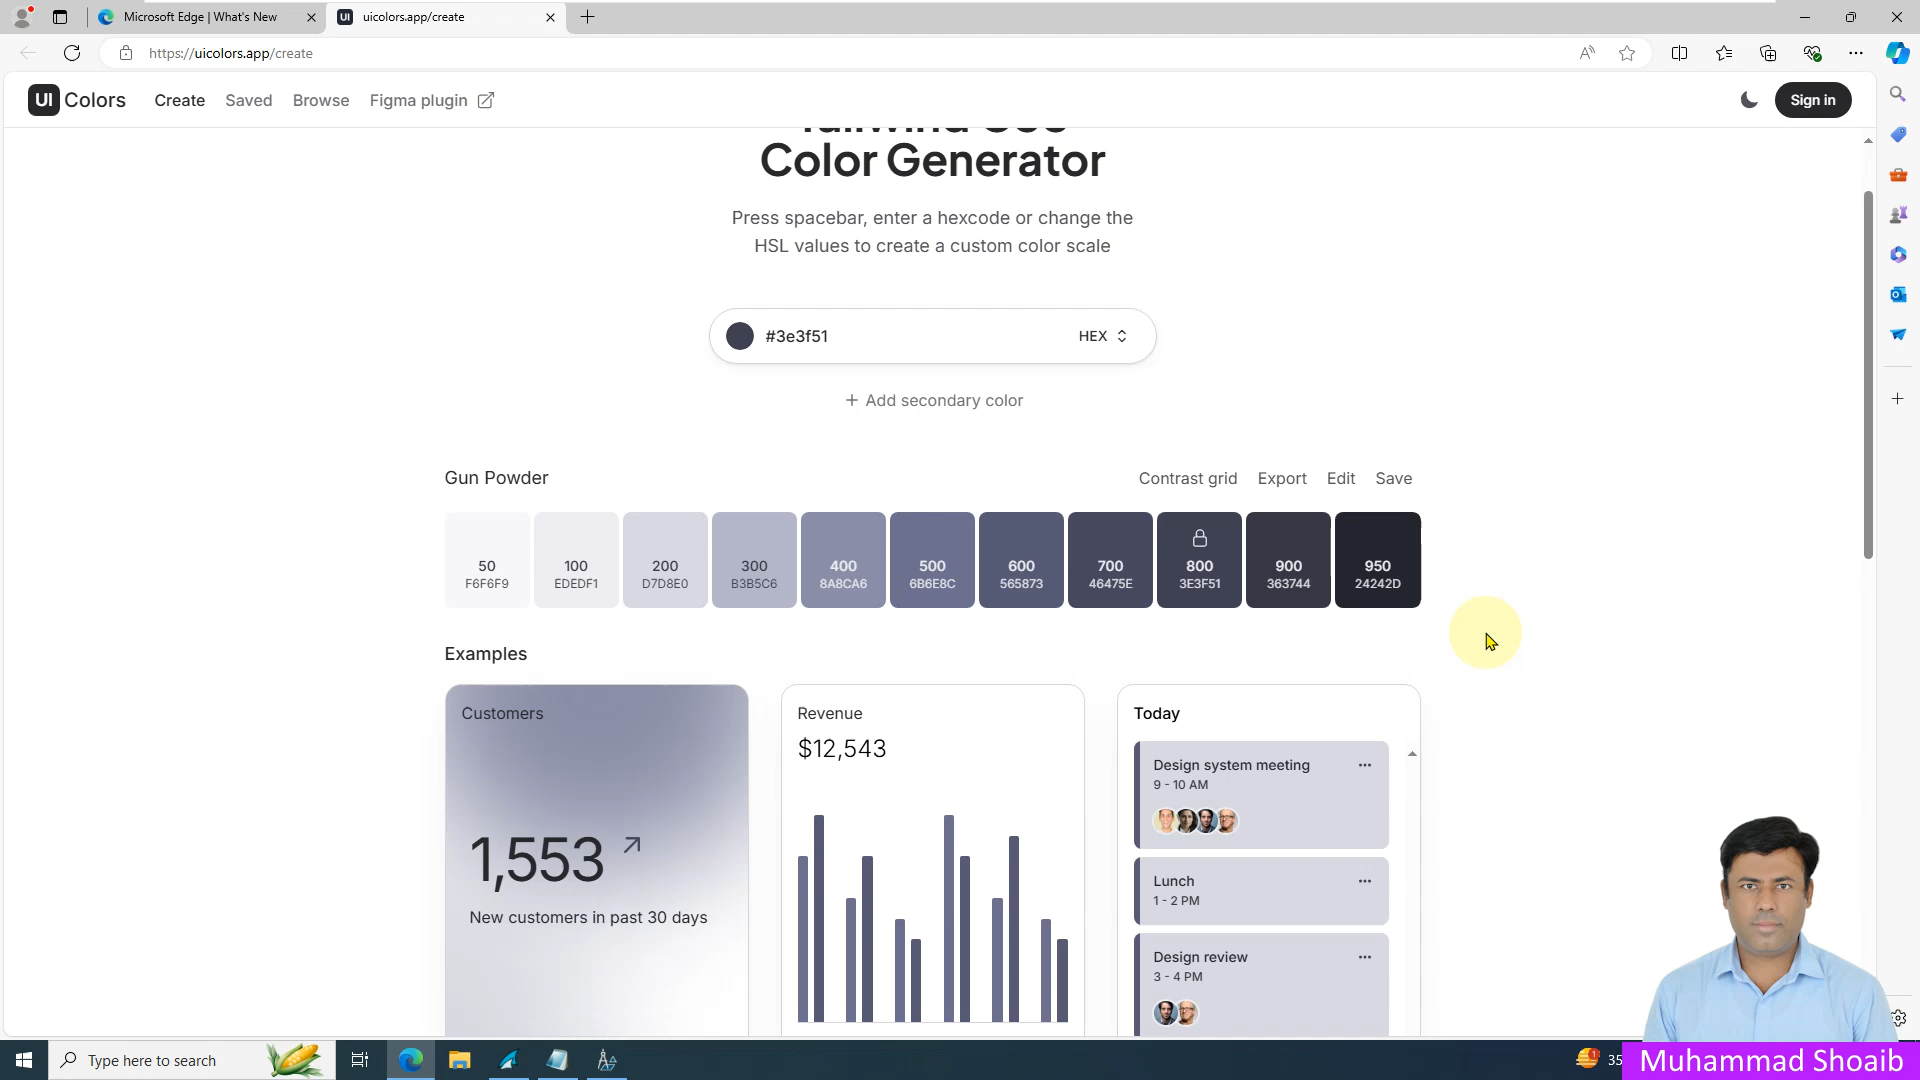 Microsoft Edge | What's New
UI
uicolors.app/create
https://uicolors.app/create
UI Colors
Create
Saved
Browse
Figma plugin
Sign in
Color Generator
Press spacebar, enter a hexcode or change the
HSL values to create a custom color scale
#3e3f51
HEX
+ Add secondary color
Gun Powder
Contrast grid
Export
Edit
Save
50
F6F6F9
100
EDEDF1
200
D7D8E0
300
B3B5C6
400
8A8CA6
500
6B6E8C
600
565873
700
46475E
800
3E3F51
900
363744
950
24242D
Examples
Customers
1,553
New customers in past 30 days
Revenue
$12,543
Today
Design system meeting
9 - 10 AM
Lunch
1 - 2 PM
Design review
3 - 4 PM
Type here to search
1
35
Muhammad Shoaib